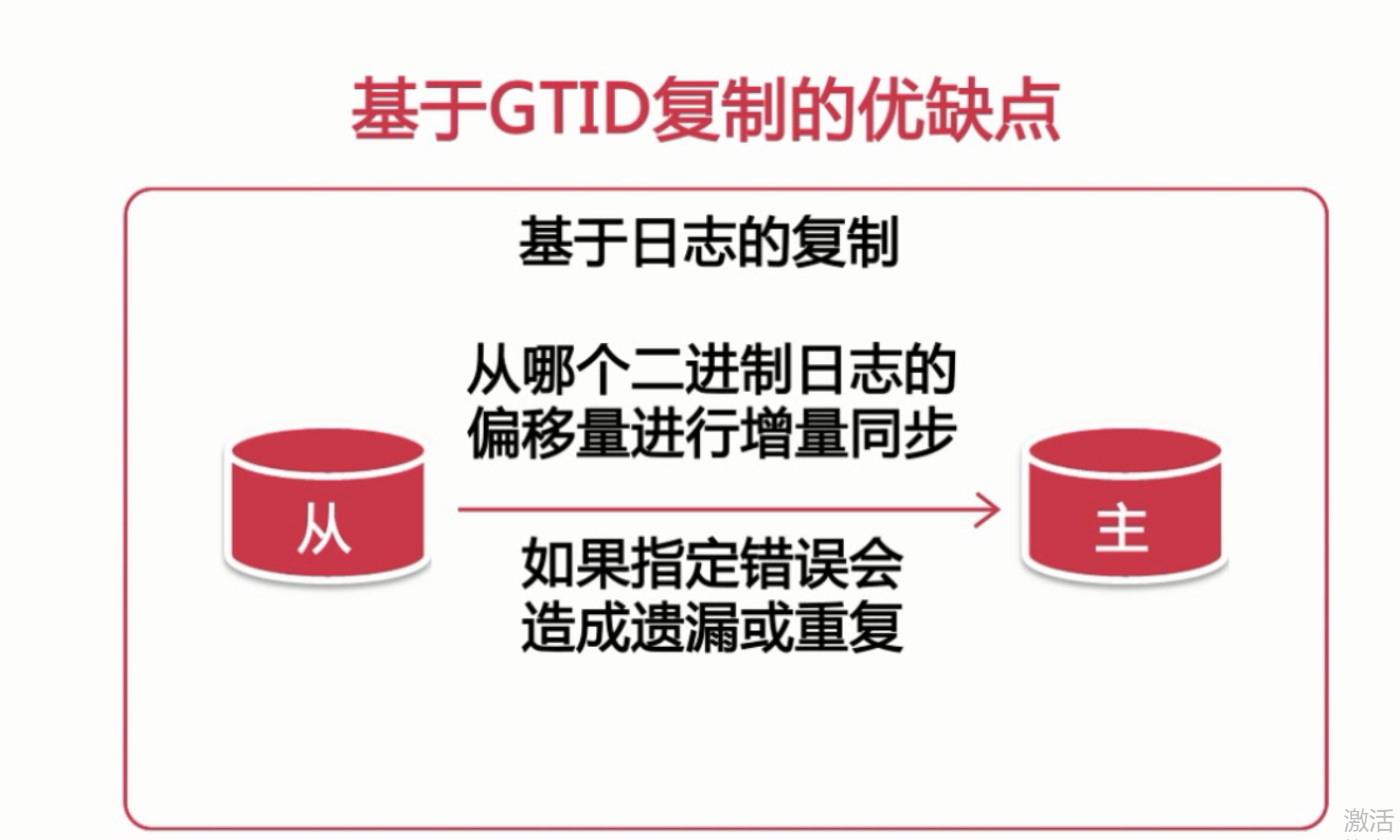 基于GTID复制的优缺点
基于日志的复制
从哪个二进制日志的
偏移量进行增量同步
从
主
如果指定错误会
造成遗漏或重复
激活